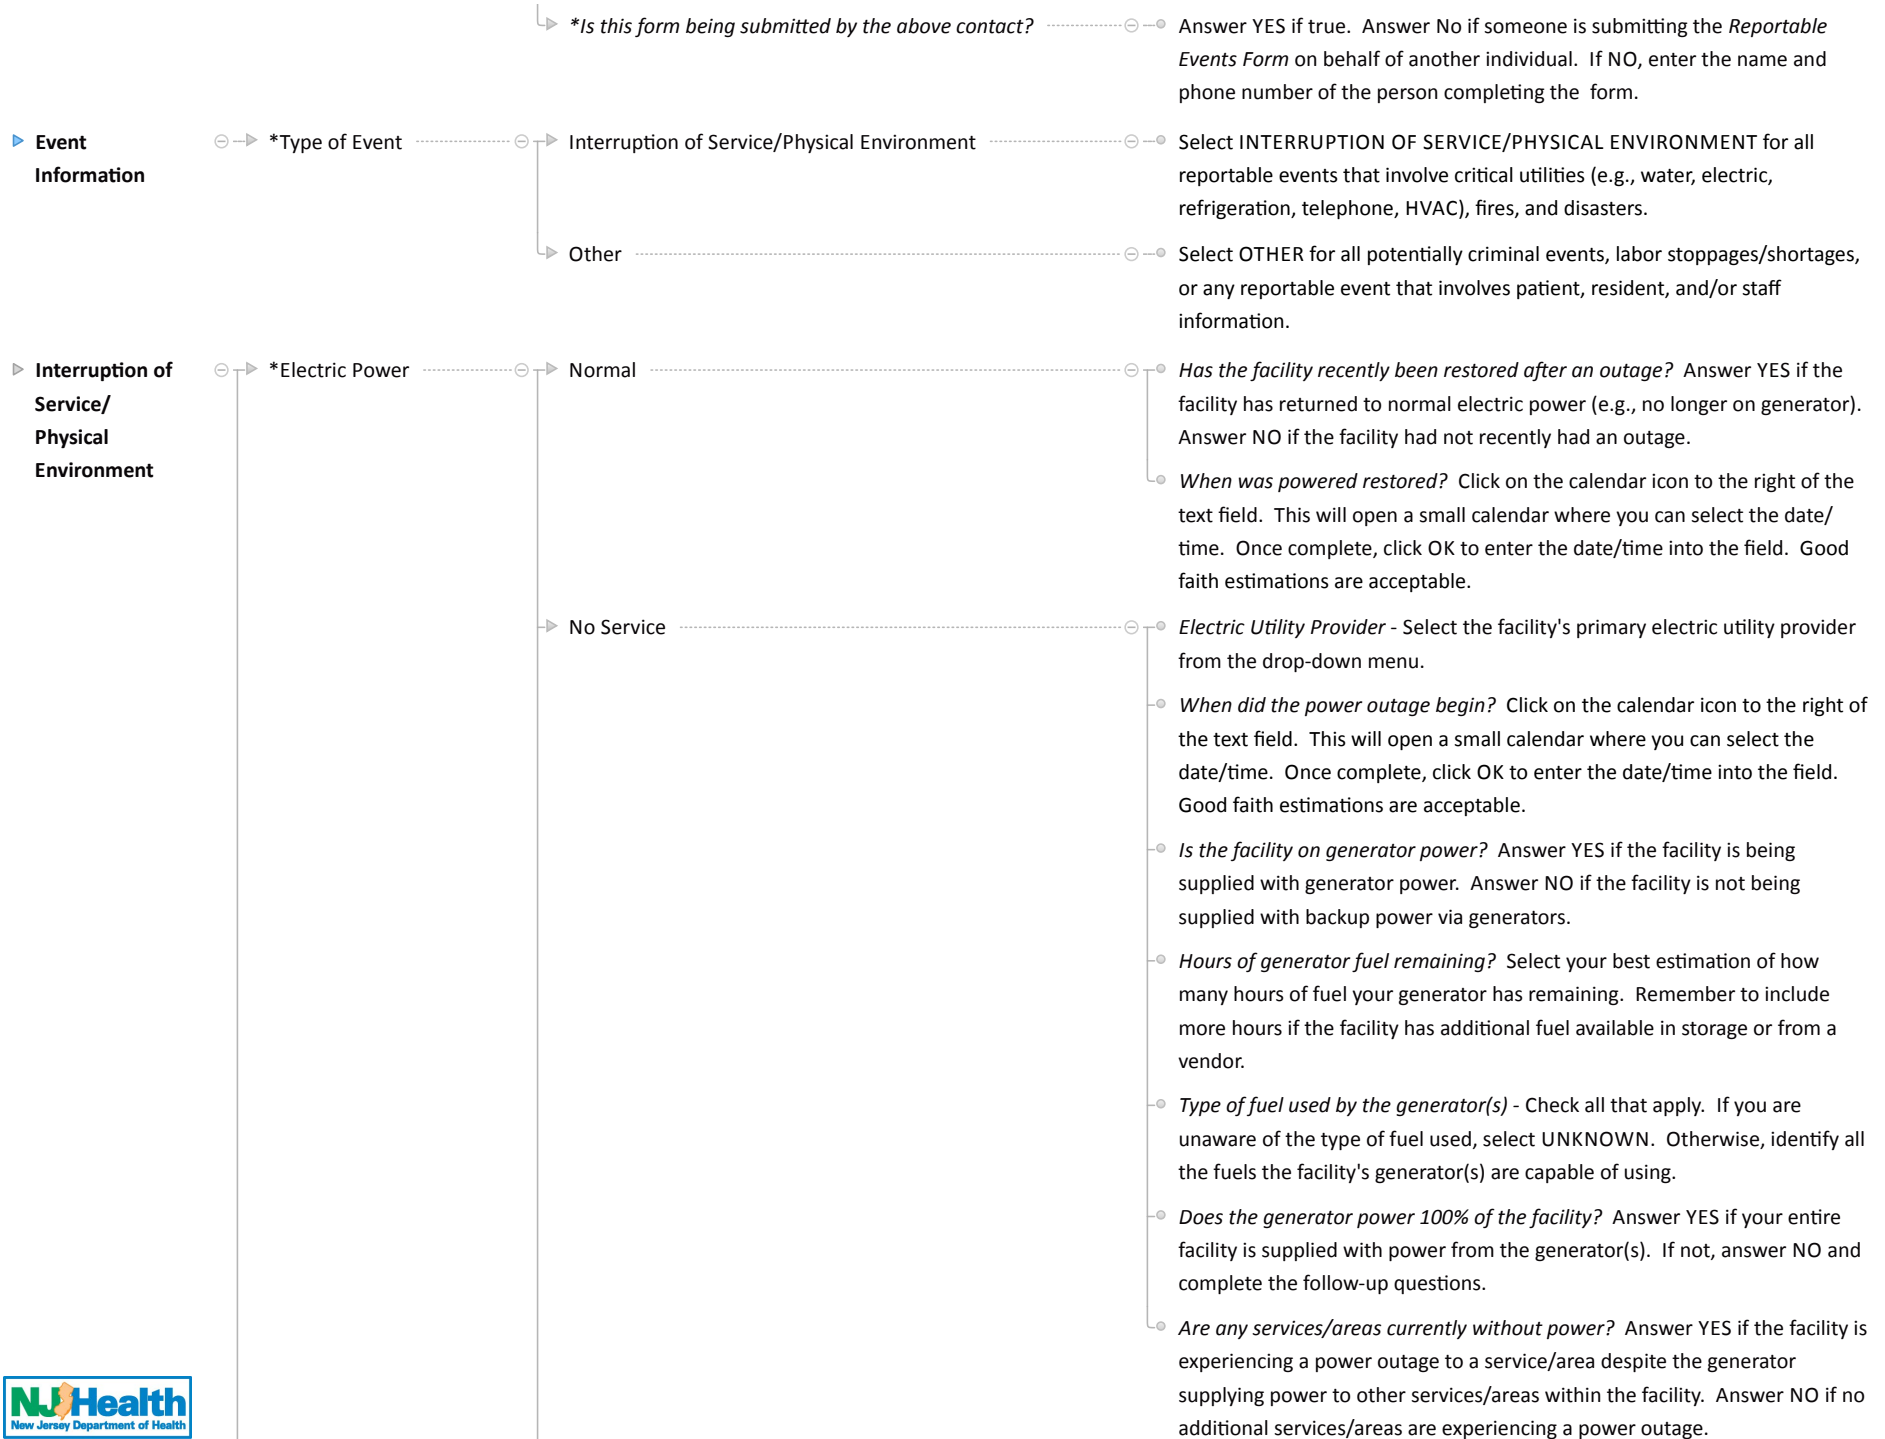 *Is this form being submitted by the above contact?
Answer YES if true.  Answer No if someone is submitting the Reportable
Events Form on behalf of another individual.  If NO, enter the name and
phone number of the person completing the  form.
Event
Information
*Type of Event
Interruption of Service/Physical Environment
Select INTERRUPTION OF SERVICE/PHYSICAL ENVIRONMENT for all
reportable events that involve critical utilities (e.g., water, electric,
refrigeration, telephone, HVAC), fires, and disasters.
Other
Select OTHER for all potentially criminal events, labor stoppages/shortages,
or any reportable event that involves patient, resident, and/or staff
information.
Interruption of
Service/
Physical
Environment
*Electric Power
Normal
Has the facility recently been restored after an outage?  Answer YES if the
facility has returned to normal electric power (e.g., no longer on generator).
Answer NO if the facility had not recently had an outage.
When was powered restored?  Click on the calendar icon to the right of the
text field.  This will open a small calendar where you can select the date/
time.  Once complete, click OK to enter the date/time into the field.  Good
faith estimations are acceptable.
No Service
Electric Utility Provider - Select the facility's primary electric utility provider
from the drop-down menu.
When did the power outage begin?  Click on the calendar icon to the right of
the text field.  This will open a small calendar where you can select the
date/time.  Once complete, click OK to enter the date/time into the field.
Good faith estimations are acceptable.
Is the facility on generator power?  Answer YES if the facility is being
supplied with generator power.  Answer NO if the facility is not being
supplied with backup power via generators.
Hours of generator fuel remaining?  Select your best estimation of how
many hours of fuel your generator has remaining.  Remember to include
more hours if the facility has additional fuel available in storage or from a
vendor.
Type of fuel used by the generator(s) - Check all that apply.  If you are
unaware of the type of fuel used, select UNKNOWN.  Otherwise, identify all
the fuels the facility's generator(s) are capable of using.
Does the generator power 100% of the facility?  Answer YES if your entire
facility is supplied with power from the generator(s).  If not, answer NO and
complete the follow-up questions.
Are any services/areas currently without power?  Answer YES if the facility is
experiencing a power outage to a service/area despite the generator
supplying power to other services/areas within the facility.  Answer NO if no
additional services/areas are experiencing a power outage.
NJ Health
New Jersey Department of Health